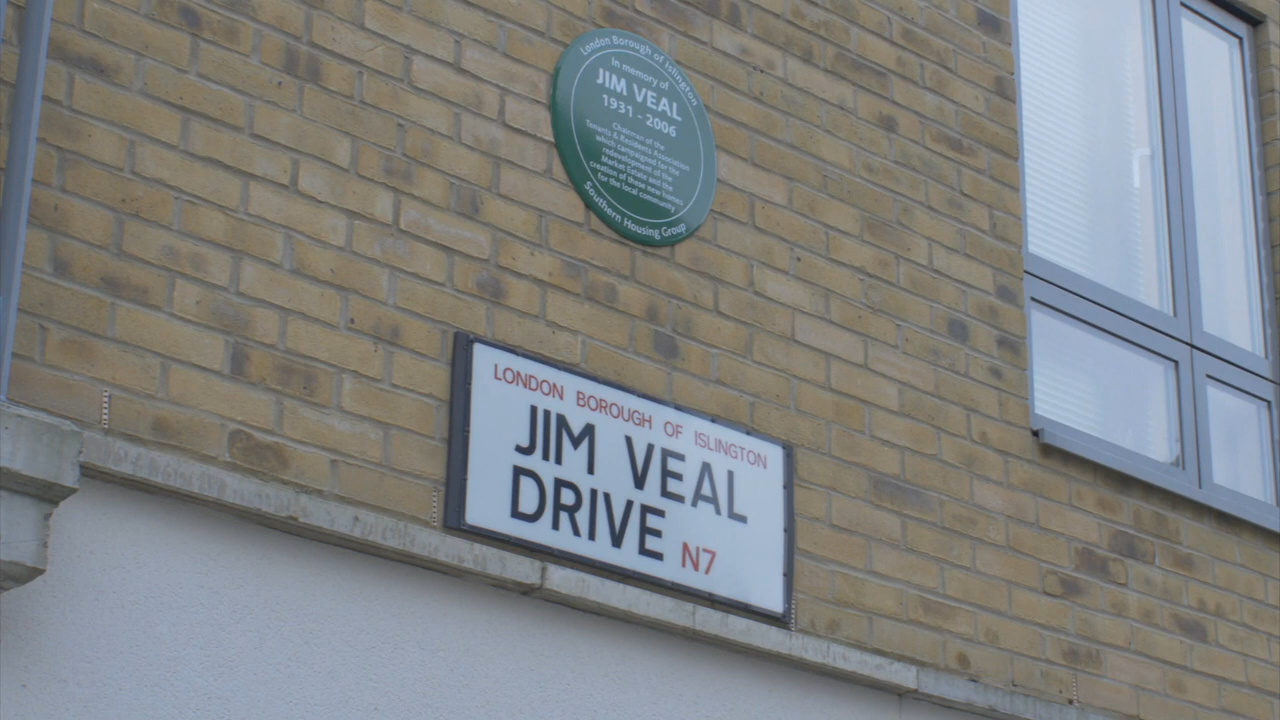 London Borough of Islington
In memory of
JIM VEAL
1931 - 2006
Chairman of the
Tenants & Residents Association
which campaigned for the
redevelopment of the
Market Estate and the
creation of these new homes
for the local community
Southern Housing Group
LONDON BOROUGH OF ISLINGTON
JIM VEAL
DRIVE N7